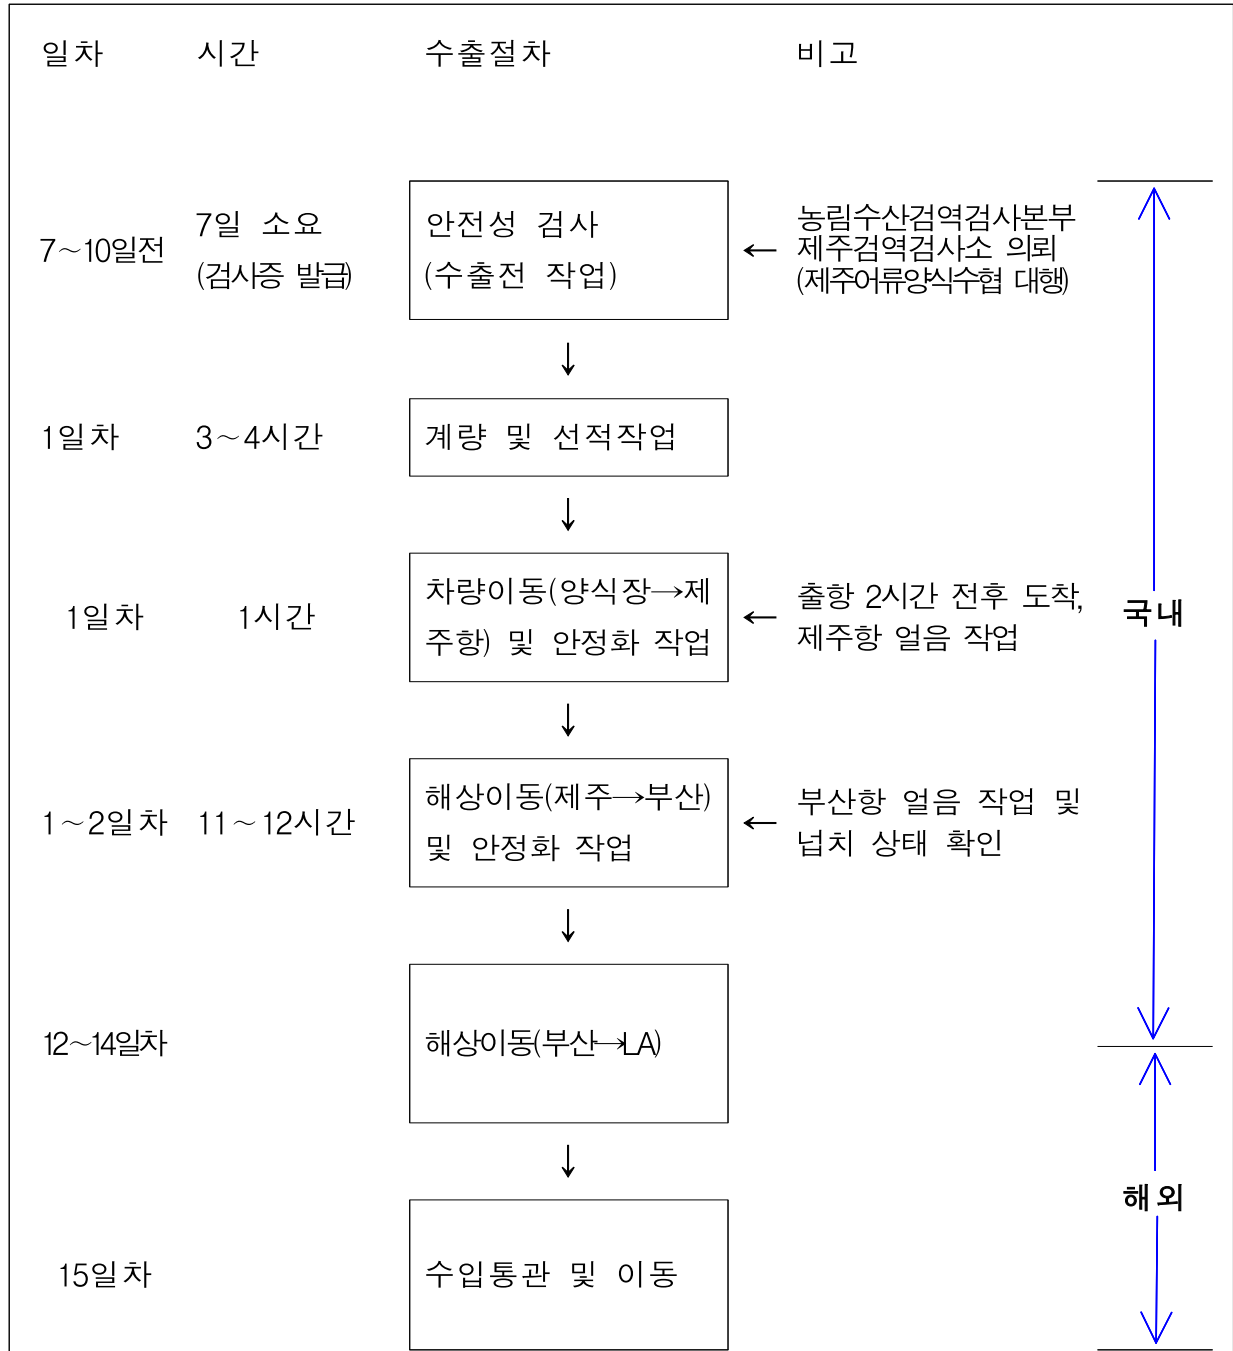 일차 시간 수출절차 비고
7일 소요 안전성 검사 농림수산검역검사본부
7~10일전 제주검역검사소 의뢰
(검사증 발급) (수출전 작업) (제주어류양식수협 대행)
←
↓
1일차 3~4시간 계량 및 선적작업
↓
차량이동(양식장→제 출항 2시간 전후 도착,
1일차 1시간 ← 국내
주항) 및 안정화 작업 제주항 얼음 작업
↓
해상이동(제주→부산) 부산항 얼음 작업 및
1~2일차 11~12시간 ←
및 안정화 작업 넙치 상태 확인
↓
12~14일차 해상이동(부산→LA)
↓
해외
15일차 수입통관 및 이동